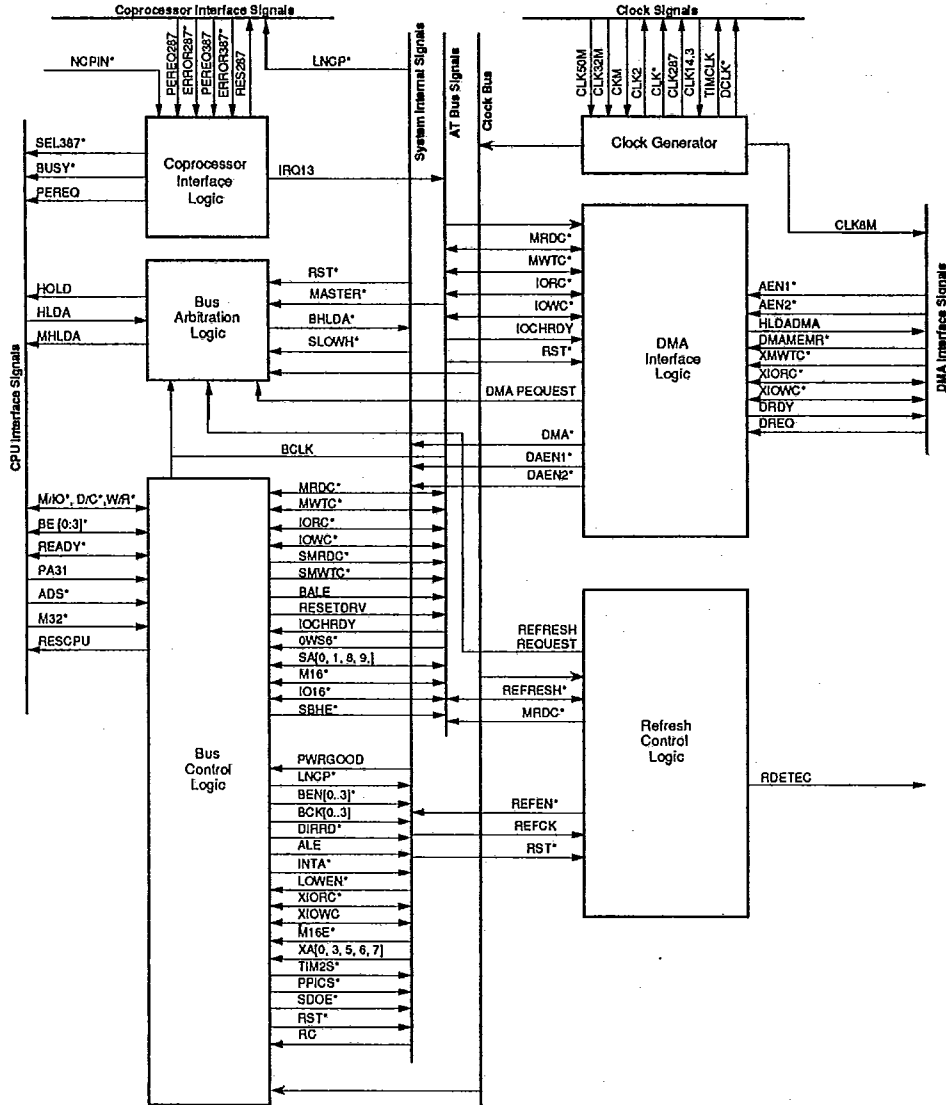 Coprocessor Interface Signals
Clock Signals
NCPIN*
PEREQ287
ERROR287*
PEREQ387
ERROR387*
RES287
LNCP*
System Internal Signals
AT Bus Signals
Clock Bus
CLK50M
CLK32M
CKM
CLK2
CLK*
CLK287
CLK14.3
TIMCLK
DCLK*
SEL387*
BUSY*
PEREQ
Coprocessor
Interface
Logic
IRQ13
Clock Generator
CLK8M
CPU Interface Signals
HOLD
HLDA
MHLDA
Bus
Arbitration
Logic
RST*
MASTER*
BHLDA*
SLOWH*
MRDC*
MWTC*
IORC*
IOWC*
IOCHRDY
RST*
DMA PEQUEST
DMA*
DAEN1*
DAEN2*
DMA
Interface
Logic
AEN1*
AEN2*
HLDADMA
DMAMEMR*
XMWTC*
XIORC*
XIOWC*
DRDY
DREQ
DMA Interface Signals
BCLK
M/IO*, D/C*,W/R*
BE [0:3]*
READY*
PA31
ADS*
M32*
RESCPU
Bus
Control
Logic
MRDC*
MWTC*
IORC*
IOWC*
SMRDC*
SMWTC*
BALE
RESETDRV
IOCHRDY
0WS6*
SA[0, 1, 8, 9,]
M16*
IO16*
SBHE*
PWRGOOD
LNCP*
BEN[0..3]*
BCK[0..3]
DIRRD*
ALE
INTA*
LOWEN*
XIORC*
XIOWC
M16E*
XA[0, 3, 5, 6, 7]
TIM2S*
PPICS*
SDOE*
RST*
RC
REFRESH
REQUEST
REFRESH*
MRDC*
REFEN*
REFCK
RST*
Refresh
Control
Logic
RDETEC